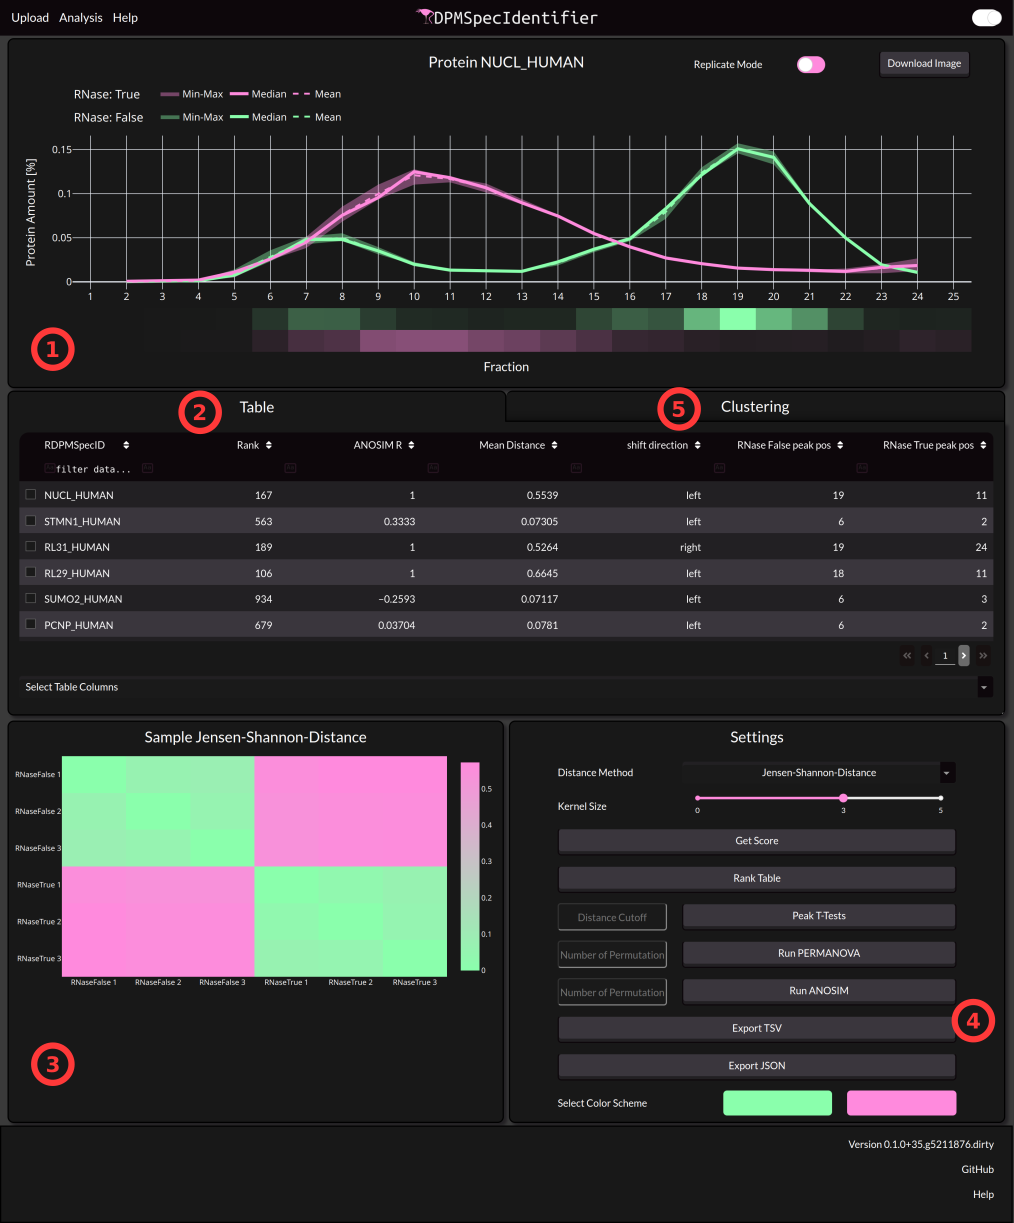 Upload Analysis Help
DPMSpecIdentifier
Protein NUCL_HUMAN
Replicate Mode
Download Image
RNase: True Min-Max Median Mean
RNase: False Min-Max Median Mean
Protein Amount [%]
0.15
0.1
0.05
0
1 2 3 4 5 6 7 8 9 10 11 12 13 14 15 16 17 18 19 20 21 22 23 24 25
1
Fraction
2
Table
5
Clustering
RDPMSpecID Rank ANOSIM R Mean Distance shift direction RNase False peak pos RNase True peak pos
filter data...
NUCL_HUMAN 167 1 0.5539 left 19 11
STMN1_HUMAN 563 0.3333 0.07305 left 6 2
RL31_HUMAN 189 1 0.5264 right 19 24
RL29_HUMAN 106 1 0.6645 left 18 11
SUMO2_HUMAN 934 −0.2593 0.07117 left 6 3
PCNP_HUMAN 679 0.03704 0.0781 left 6 2
<< < 1 > >>
Select Table Columns
Sample Jensen-Shannon-Distance
RNaseFalse 1
RNaseFalse 2
RNaseFalse 3
RNaseTrue 1
RNaseTrue 2
RNaseTrue 3
RNaseFalse 1 RNaseFalse 2 RNaseFalse 3 RNaseTrue 1 RNaseTrue 2 RNaseTrue 3
0.5
0.4
0.3
0.2
0.1
0
3
Settings
Distance Method Jensen-Shannon-Distance
Kernel Size
0 3 5
Get Score
Rank Table
Distance Cutoff Peak T-Tests
Number of Permutation Run PERMANOVA
Number of Permutation Run ANOSIM
4
Export TSV
Export JSON
Select Color Scheme
Version 0.1.0+35.g5211876.dirty
GitHub
Help